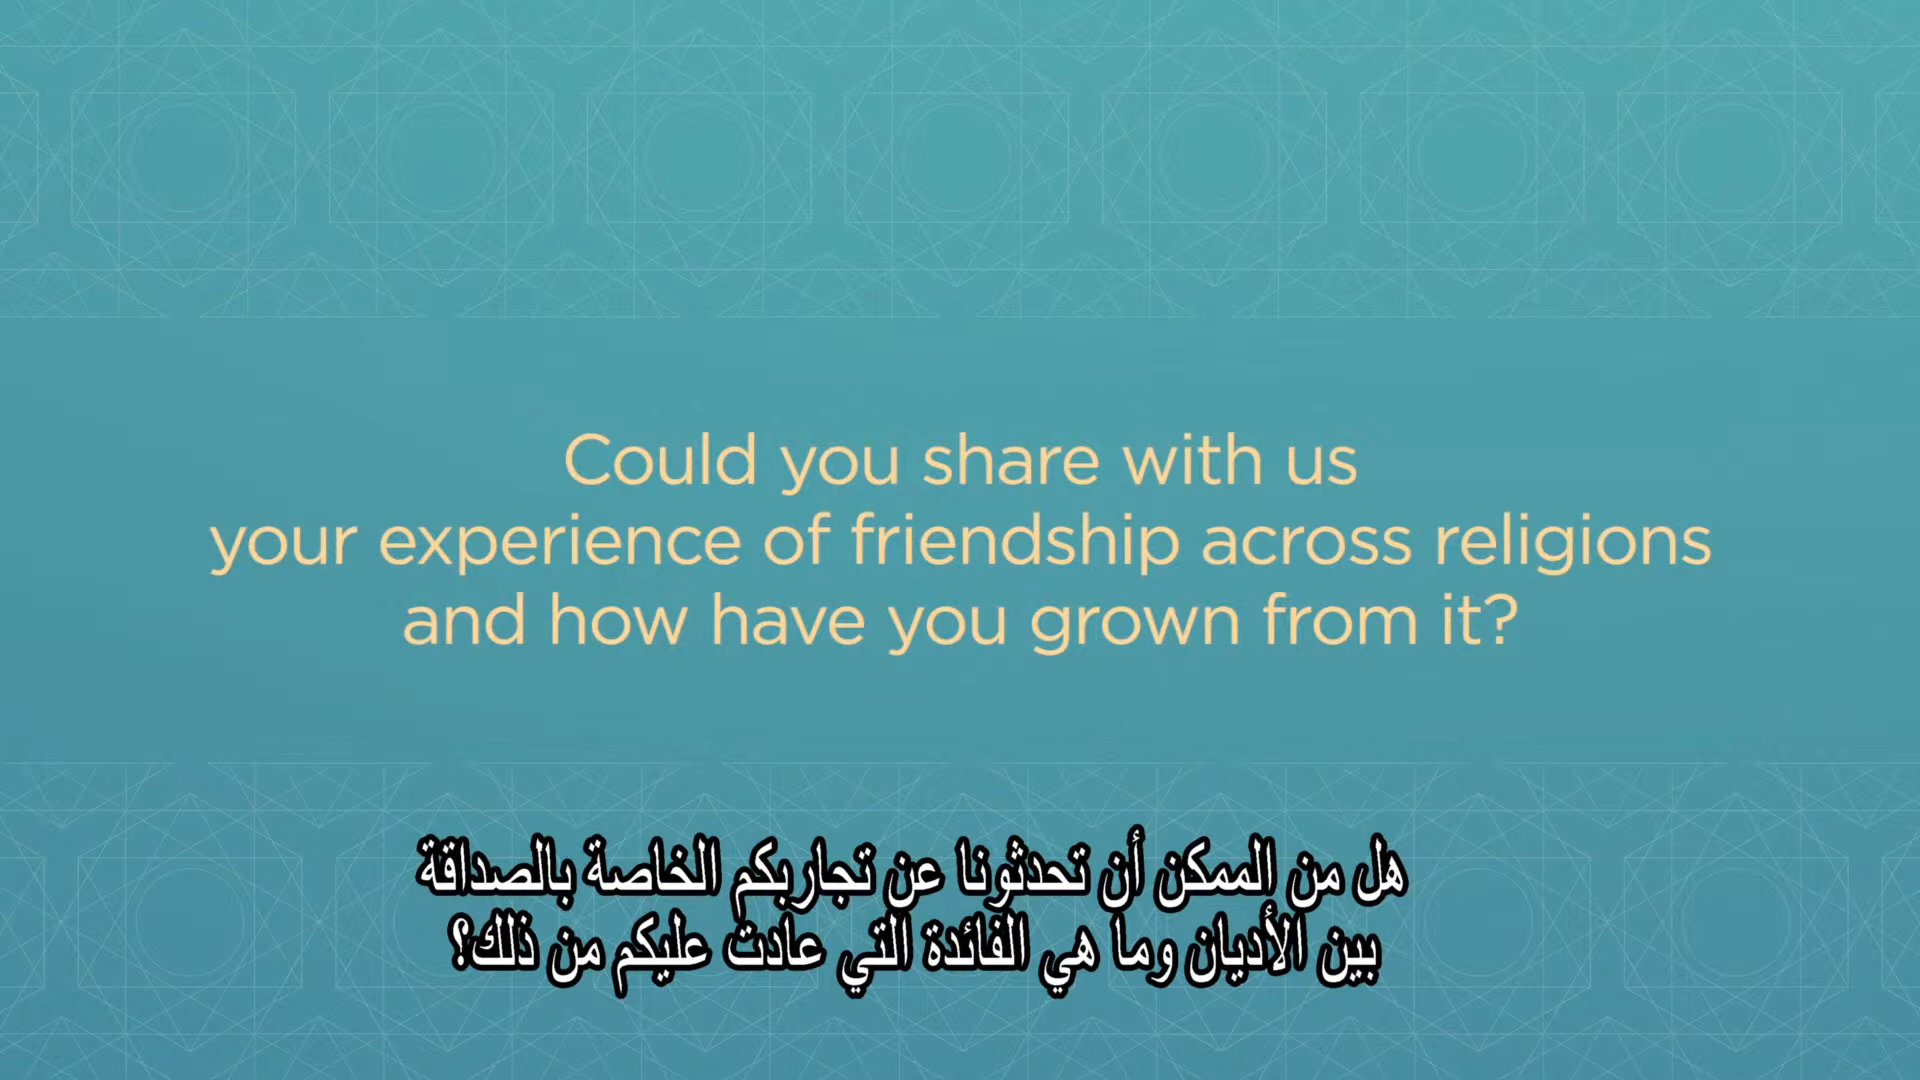 Could you share with us
your experience of friendship across religions
and how have you grown from it?
هل من الممكن أن تحدثونا عن تجاربكم الخاصة بالصداقة
بين الأديان وما هي الفائدة التي عادت عليكم من ذلك؟